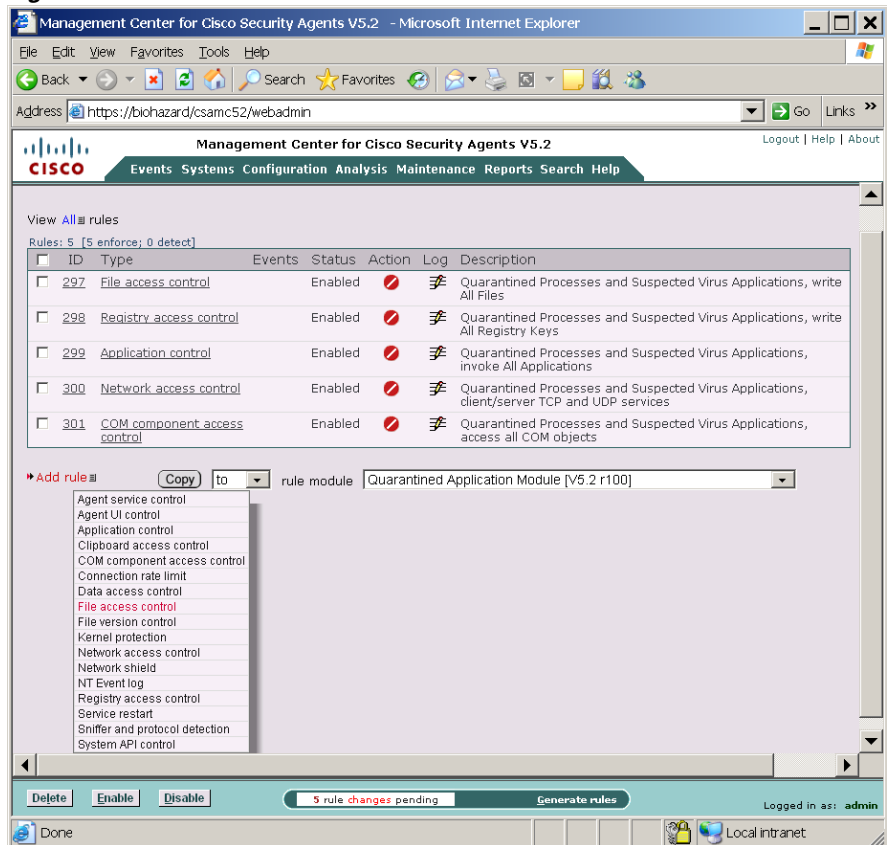 Management Center for Cisco Security Agents V5.2 - Microsoft Internet Explorer
File Edit View Favorites Tools Help
Back Search Favorites
Address https://biohazard/csamc52/webadmin Go Links »
Management Center for Cisco Security Agents V5.2
Logout | Help | About
CISCO
Events Systems Configuration Analysis Maintenance Reports Search Help
View All rules
Rules: 5 [5 enforce; 0 detect]
ID Type Events Status Action Log Description
297 File access control Enabled Quarantined Processes and Suspected Virus Applications, write
All Files
298 Registry access control Enabled Quarantined Processes and Suspected Virus Applications, write
All Registry Keys
299 Application control Enabled Quarantined Processes and Suspected Virus Applications,
invoke All Applications
300 Network access control Enabled Quarantined Processes and Suspected Virus Applications,
client/server TCP and UDP services
301 COM component access Enabled Quarantined Processes and Suspected Virus Applications,
control access all COM objects
Add rule Copy to rule module Quarantined Application Module [V5.2 r100]
Agent service control
Agent UI control
Application control
Clipboard access control
COM component access control
Connection rate limit
Data access control
File access control
File version control
Kernel protection
Network access control
Network shield
NT Event log
Registry access control
Service restart
Sniffer and protocol detection
System API control
Delete Enable Disable 5 rule changes pending Generate rules Logged in as: admin
Done Local intranet